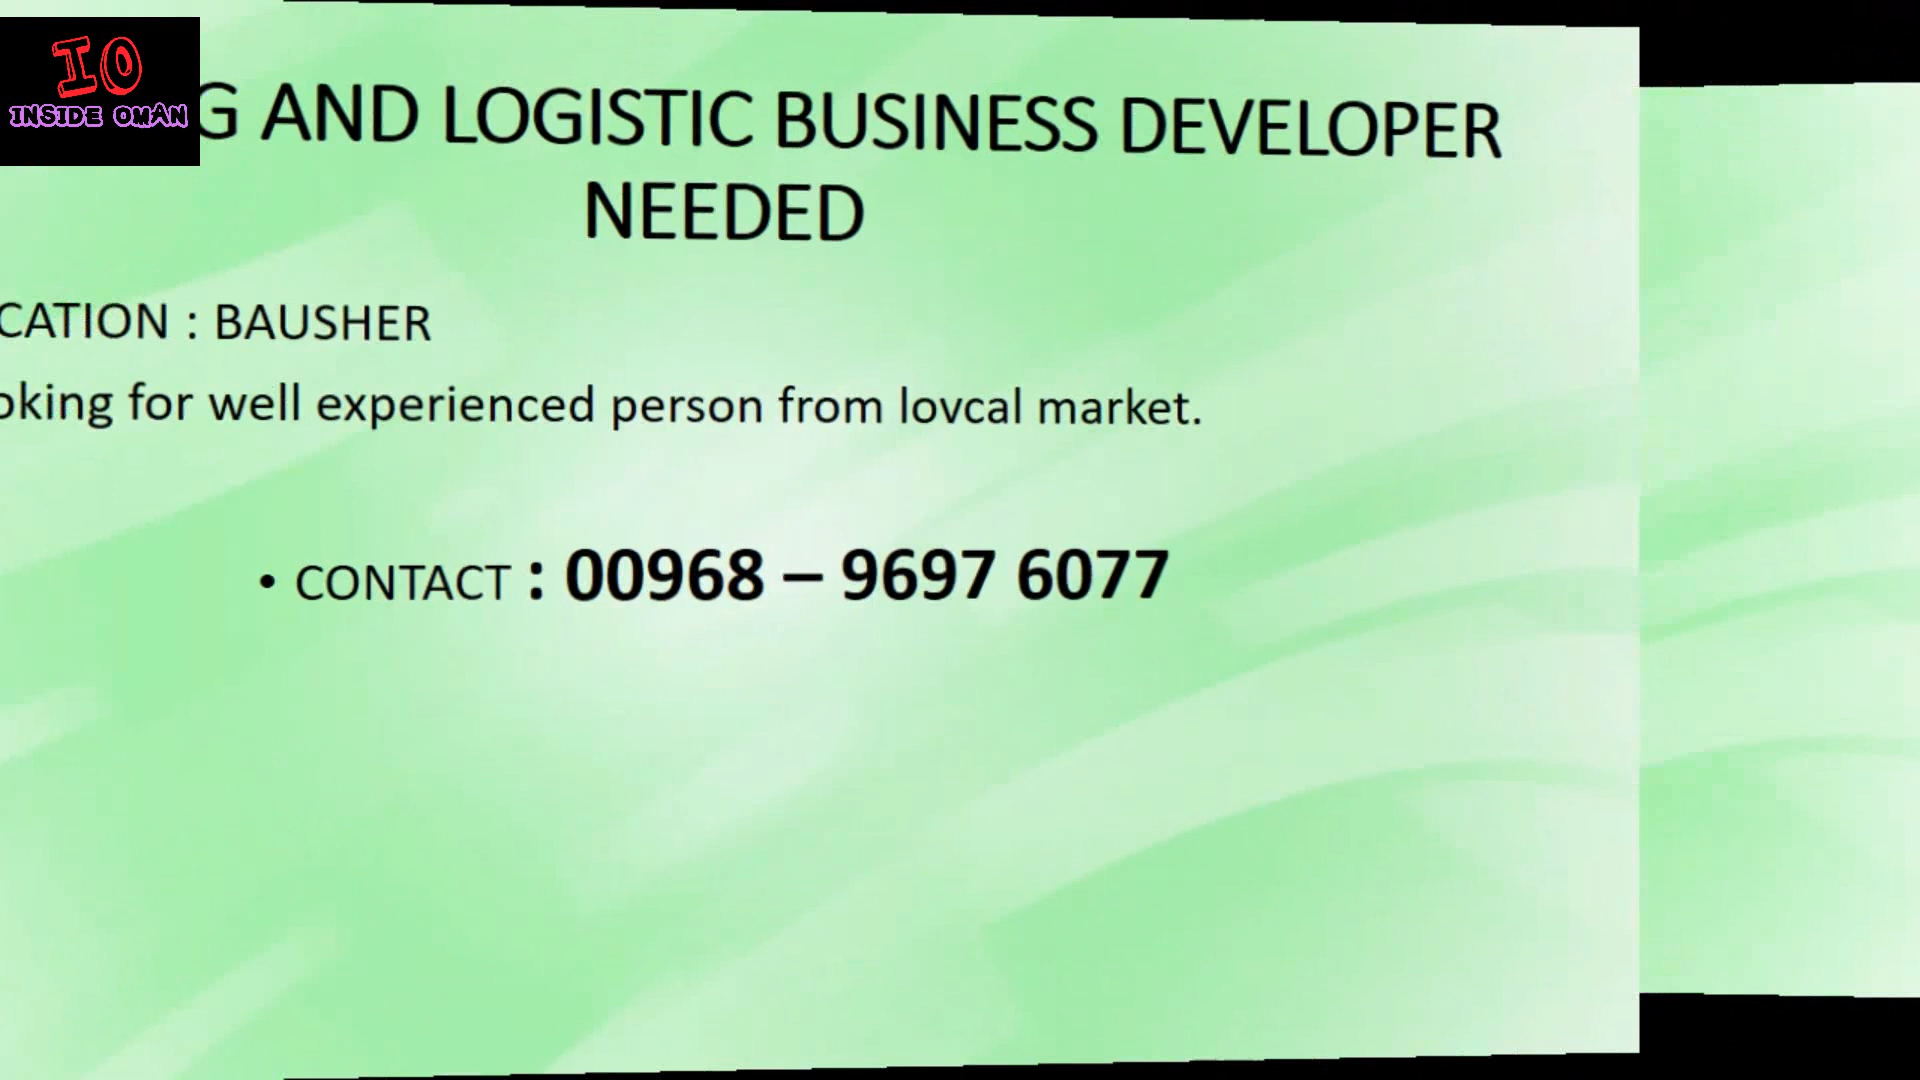 IO
INSIDE OMAN
G AND LOGISTIC BUSINESS DEVELOPER
NEEDED
CATION : BAUSHER
oking for well experienced person from lovcal market.
• CONTACT : 00968 – 9697 6077